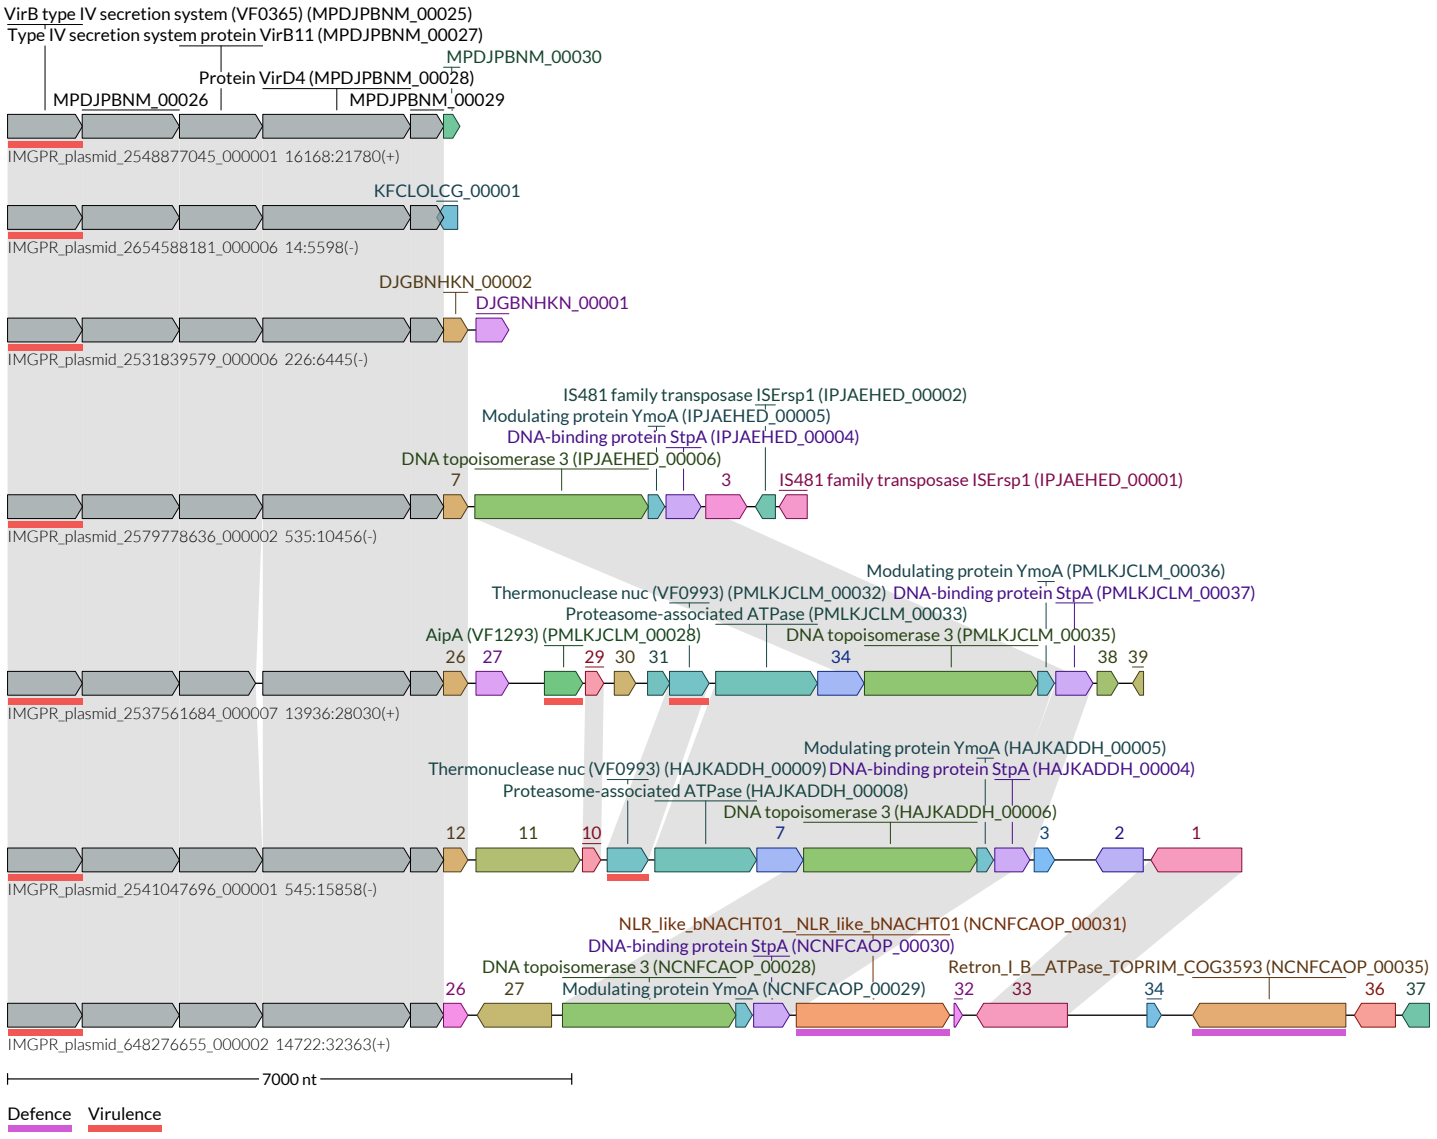 VirB type IV secretion system (VF0365) (MPDJPBNM_00025)
Type IV secretion system protein VirB11 (MPDJPBNM_00027)
MPDJPBNM_00030
Protein VirD4 (MPDJPBNM_00028)
MPDJPBNM_00026 MPDJPBNM_00029
IMGPR_plasmid_2548877045_000001 16168:21780(+)
KFCLOLCG_00001
IMGPR_plasmid_2654588181_000006 14:5598(-)
DJGBNHKN_00002
DJGBNHKN_00001
IMGPR_plasmid_2531839579_000006 226:6445(-)
IS481 family transposase ISErsp1 (IPJAEHED_00002)
Modulating protein YmoA (IPJAEHED_00005)
DNA-binding protein StpA (IPJAEHED_00004)
DNA topoisomerase 3 (IPJAEHED_00006)
7 3 IS481 family transposase ISErsp1 (IPJAEHED_00001)
IMGPR_plasmid_2579778636_000002 535:10456(-)
Modulating protein YmoA (PMLKJCLM_00036)
Thermonuclease nuc (VF0993) (PMLKJCLM_00032) DNA-binding protein StpA (PMLKJCLM_00037)
Proteasome-associated ATPase (PMLKJCLM_00033)
AipA (VF1293) (PMLKJCLM_00028) DNA topoisomerase 3 (PMLKJCLM_00035)
26 27 29 30 31 34 38 39
IMGPR_plasmid_2537561684_000007 13936:28030(+)
Modulating protein YmoA (HAJKADDH_00005)
Thermonuclease nuc (VF0993) (HAJKADDH_00009) DNA-binding protein StpA (HAJKADDH_00004)
Proteasome-associated ATPase (HAJKADDH_00008)
DNA topoisomerase 3 (HAJKADDH_00006)
12 11 10 7 3 2 1
IMGPR_plasmid_2541047696_000001 545:15858(-)
NLR_like_bNACHT01__NLR_like_bNACHT01 (NCNFCAOP_00031)
DNA-binding protein StpA (NCNFCAOP_00030)
DNA topoisomerase 3 (NCNFCAOP_00028) Retron_I_B__ATPase_TOPRIM_COG3593 (NCNFCAOP_00035)
26 27 Modulating protein YmoA (NCNFCAOP_00029) 32 33 34 36 37
IMGPR_plasmid_648276655_000002 14722:32363(+)
7000 nt
Defence Virulence